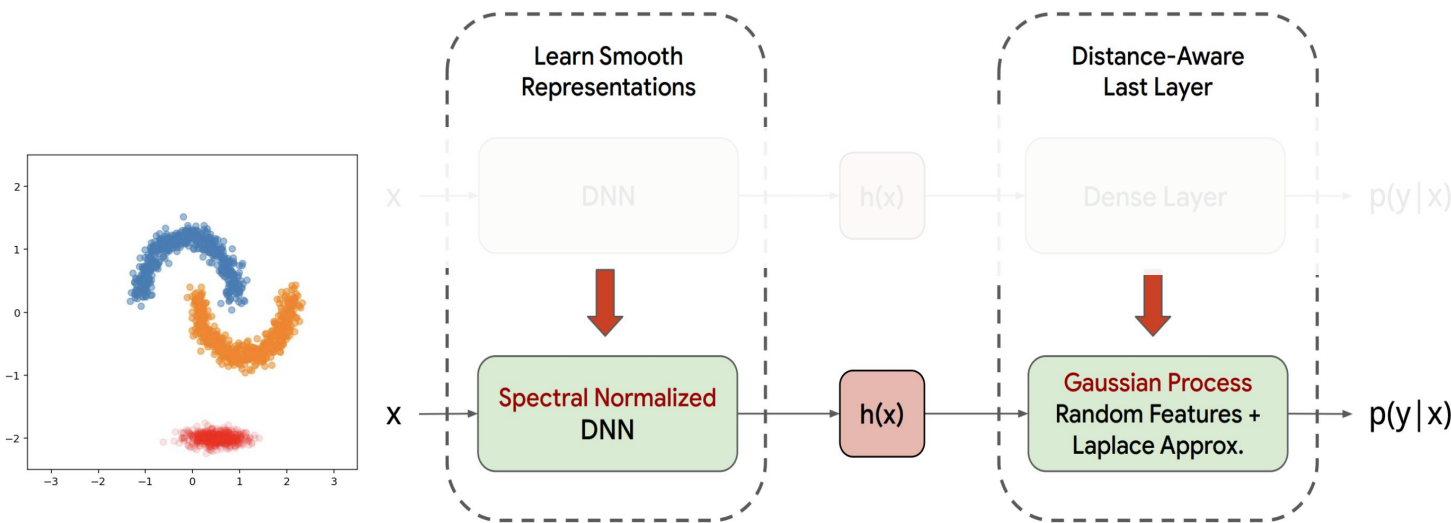 Learn Smooth
Representations
Distance-Aware
Last Layer
x
DNN
h(x)
Dense Layer
p(y|x)
x
Spectral Normalized
DNN
h(x)
Gaussian Process
Random Features +
Laplace Approx.
p(y|x)
2
1
0
−1
−2
−3 −2 −1 0 1 2 3